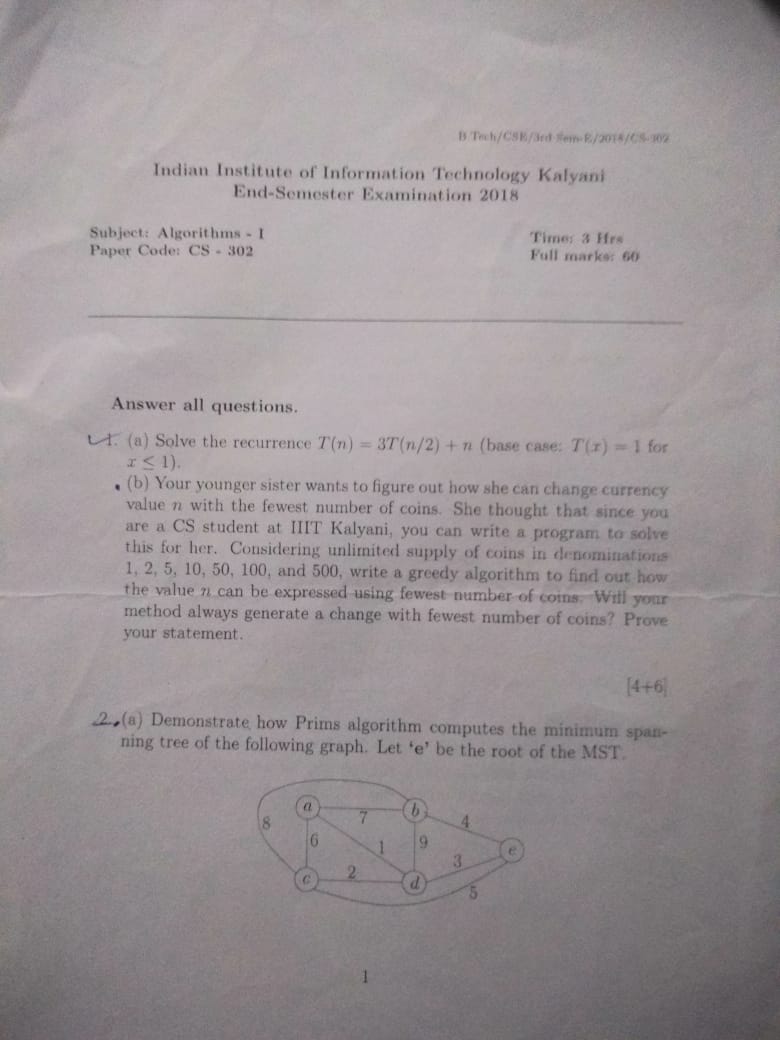 B.Tech/CSE/3rd Sem-E/2018/CS-302
Indian Institute of Information Technology Kalyani
End-Semester Examination 2018
Subject: Algorithms - I
Time: 3 Hrs
Paper Code: CS - 302
Full marks: 60
Answer all questions.
1. (a) Solve the recurrence T(n) = 3T(n/2) + n (base case: T(x) = 1 for
x ≤ 1).
(b) Your younger sister wants to figure out how she can change currency
value n with the fewest number of coins. She thought that since you
are a CS student at IIIT Kalyani, you can write a program to solve
this for her. Considering unlimited supply of coins in denominations
1, 2, 5, 10, 50, 100, and 500, write a greedy algorithm to find out how
the value n can be expressed using fewest number of coins. Will your
method always generate a change with fewest number of coins? Prove
your statement.
[4+6]
2. (a) Demonstrate how Prims algorithm computes the minimum span-
ning tree of the following graph. Let 'e' be the root of the MST.
a
b
7
4
8
6
1
9
e
3
c
2
d
5
1